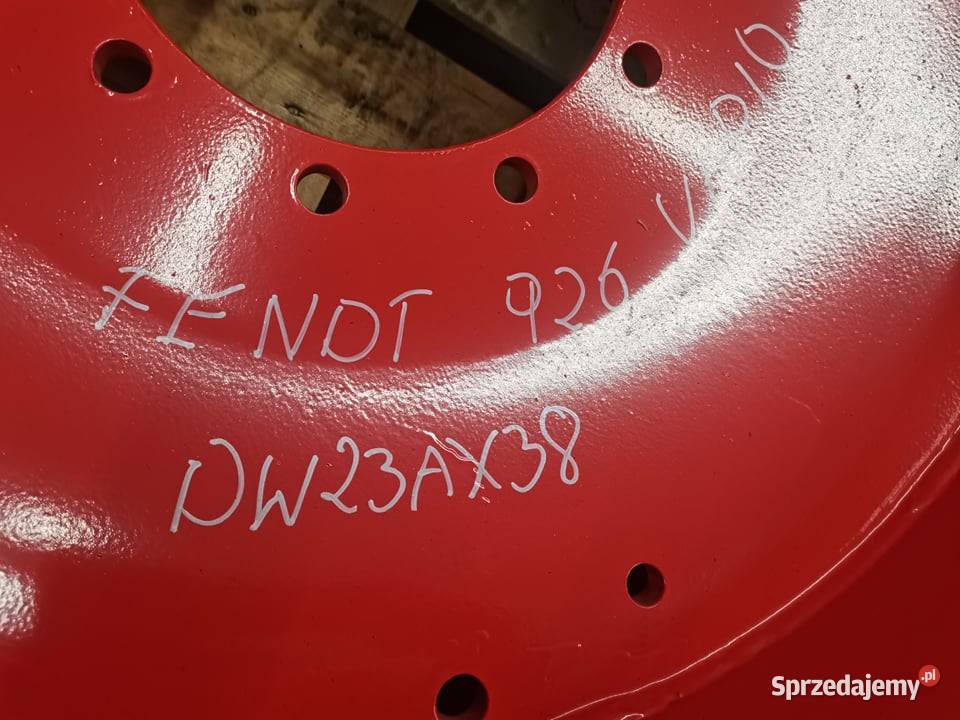 FENDT 926 VARIO
DW23AX38
Sprzedajemy.pl